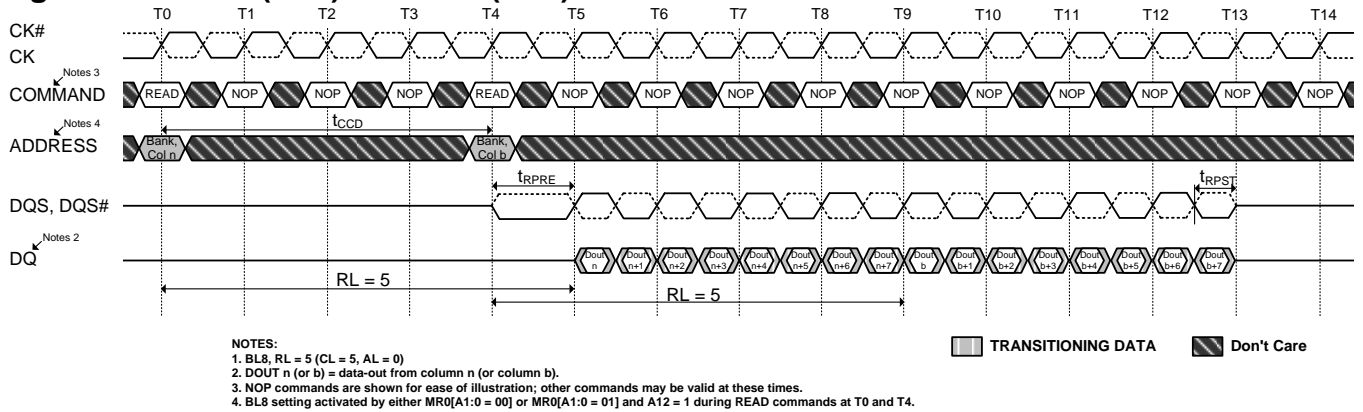 T0 T1 T2 T3 T4 T5 T6 T7 T8 T9 T10 T11 T12 T13 T14
CK#
CK
Notes 3
COMMAND READ NOP NOP NOP READ NOP NOP NOP NOP NOP NOP NOP NOP NOP NOP
Notes 4
tCCD
ADDRESS Bank, Col n Bank, Col b
tRPRE tRPST
DQS, DQS#
Notes 2
DQ Dout n Dout n+1 Dout n+2 Dout n+3 Dout n+4 Dout n+5 Dout n+6 Dout n+7 Dout b Dout b+1 Dout b+2 Dout b+3 Dout b+4 Dout b+5 Dout b+6 Dout b+7
RL = 5 RL = 5
NOTES:
1. BL8, RL = 5 (CL = 5, AL = 0)
2. DOUT n (or b) = data-out from column n (or column b).
3. NOP commands are shown for ease of illustration; other commands may be valid at these times.
4. BL8 setting activated by either MR0[A1:0 = 00] or MR0[A1:0 = 01] and A12 = 1 during READ commands at T0 and T4.
TRANSITIONING DATA Don't Care